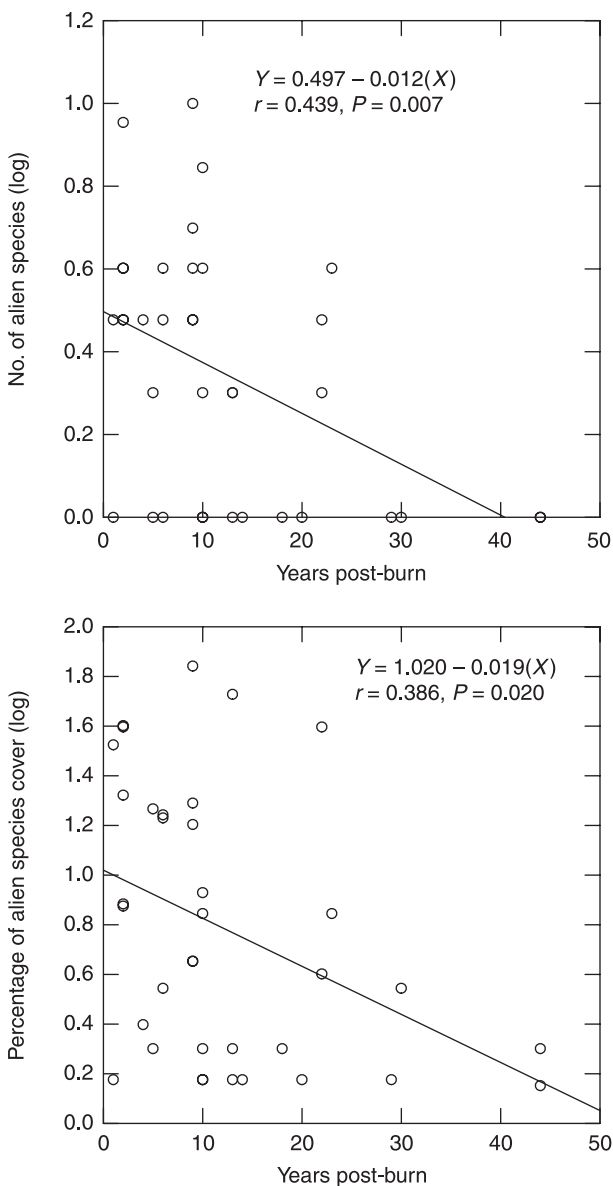 1.2
Y = 0.497 – 0.012(X)
r = 0.439, P = 0.007
1.0
0.8
0.6
0.4
0.2
0.0
No. of alien species (log)
0 10 20 30 40 50
Years post-burn
2.0
Y = 1.020 – 0.019(X)
r = 0.386, P = 0.020
1.8
1.6
1.4
1.2
1.0
0.8
0.6
0.4
0.2
0.0
Percentage of alien species cover (log)
0 10 20 30 40 50
Years post-burn